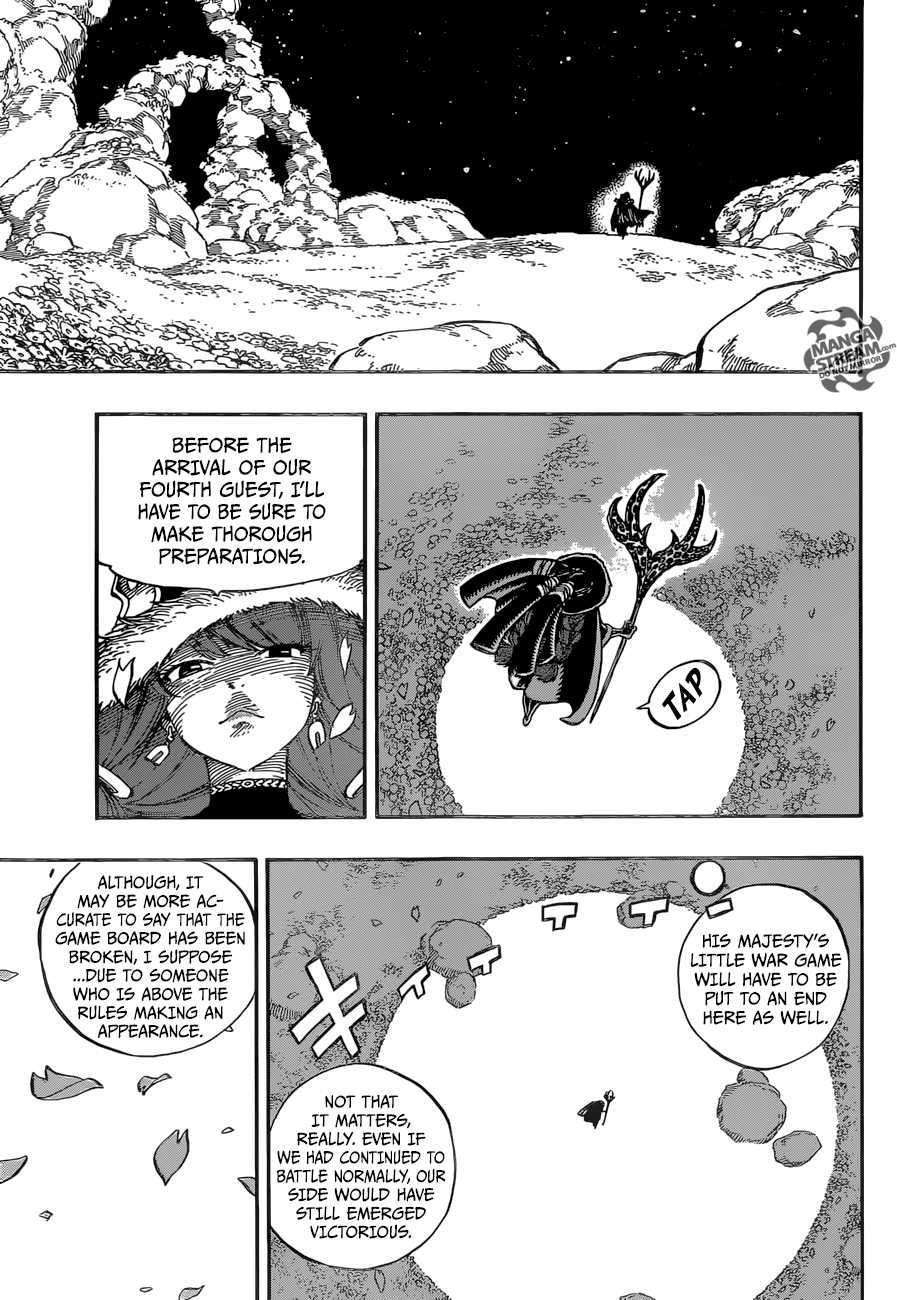 MANGA
STREAM.com
DO NOT MIRROR
TAP
BEFORE THE
ARRIVAL OF OUR
FOURTH GUEST, I'LL
HAVE TO BE SURE TO
MAKE THOROUGH
PREPARATIONS.
HIS MAJESTY'S
LITTLE WAR GAME
WILL HAVE TO BE
PUT TO AN END
HERE AS WELL.
NOT THAT
IT MATTERS,
REALLY. EVEN IF
WE HAD CONTINUED TO
BATTLE NORMALLY, OUR
SIDE WOULD HAVE
STILL EMERGED
VICTORIOUS.
ALTHOUGH, IT
MAY BE MORE AC-
CURATE TO SAY THAT THE
GAME BOARD HAS BEEN
BROKEN, I SUPPOSE
...DUE TO SOMEONE
WHO IS ABOVE THE
RULES MAKING AN
APPEARANCE.